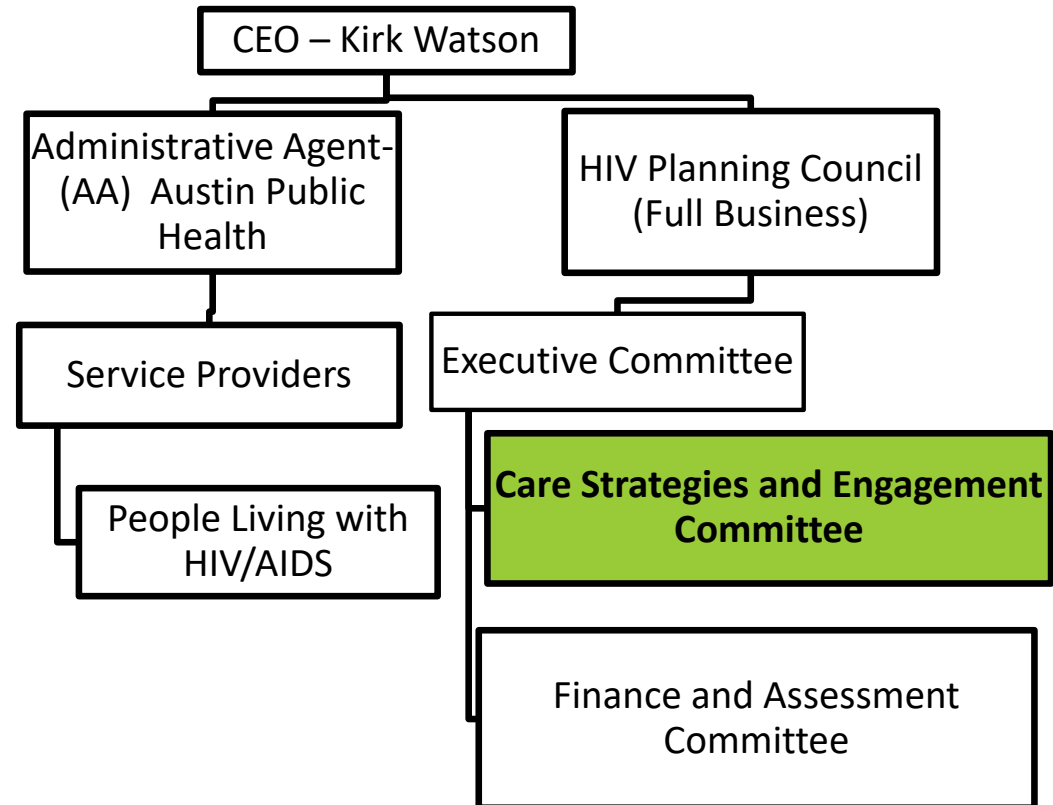 CEO – Kirk Watson
Administrative Agent-
(AA)  Austin Public
Health
HIV Planning Council
(Full Business)
Service Providers
Executive Committee
People Living with
HIV/AIDS
Care Strategies and Engagement
Committee
Finance and Assessment
Committee